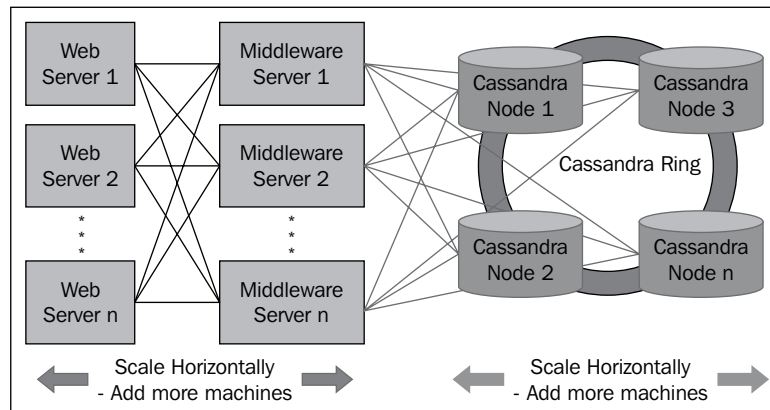 Web
Server 1
Middleware
Server 1
Cassandra
Node 1
Cassandra
Node 3
Web
Server 2
Middleware
Server 2
Cassandra Ring
*
*
*
*
*
*
Web
Server n
Middleware
Server n
Cassandra
Node 2
Cassandra
Node n
Scale Horizontally
- Add more machines
Scale Horizontally
- Add more machines